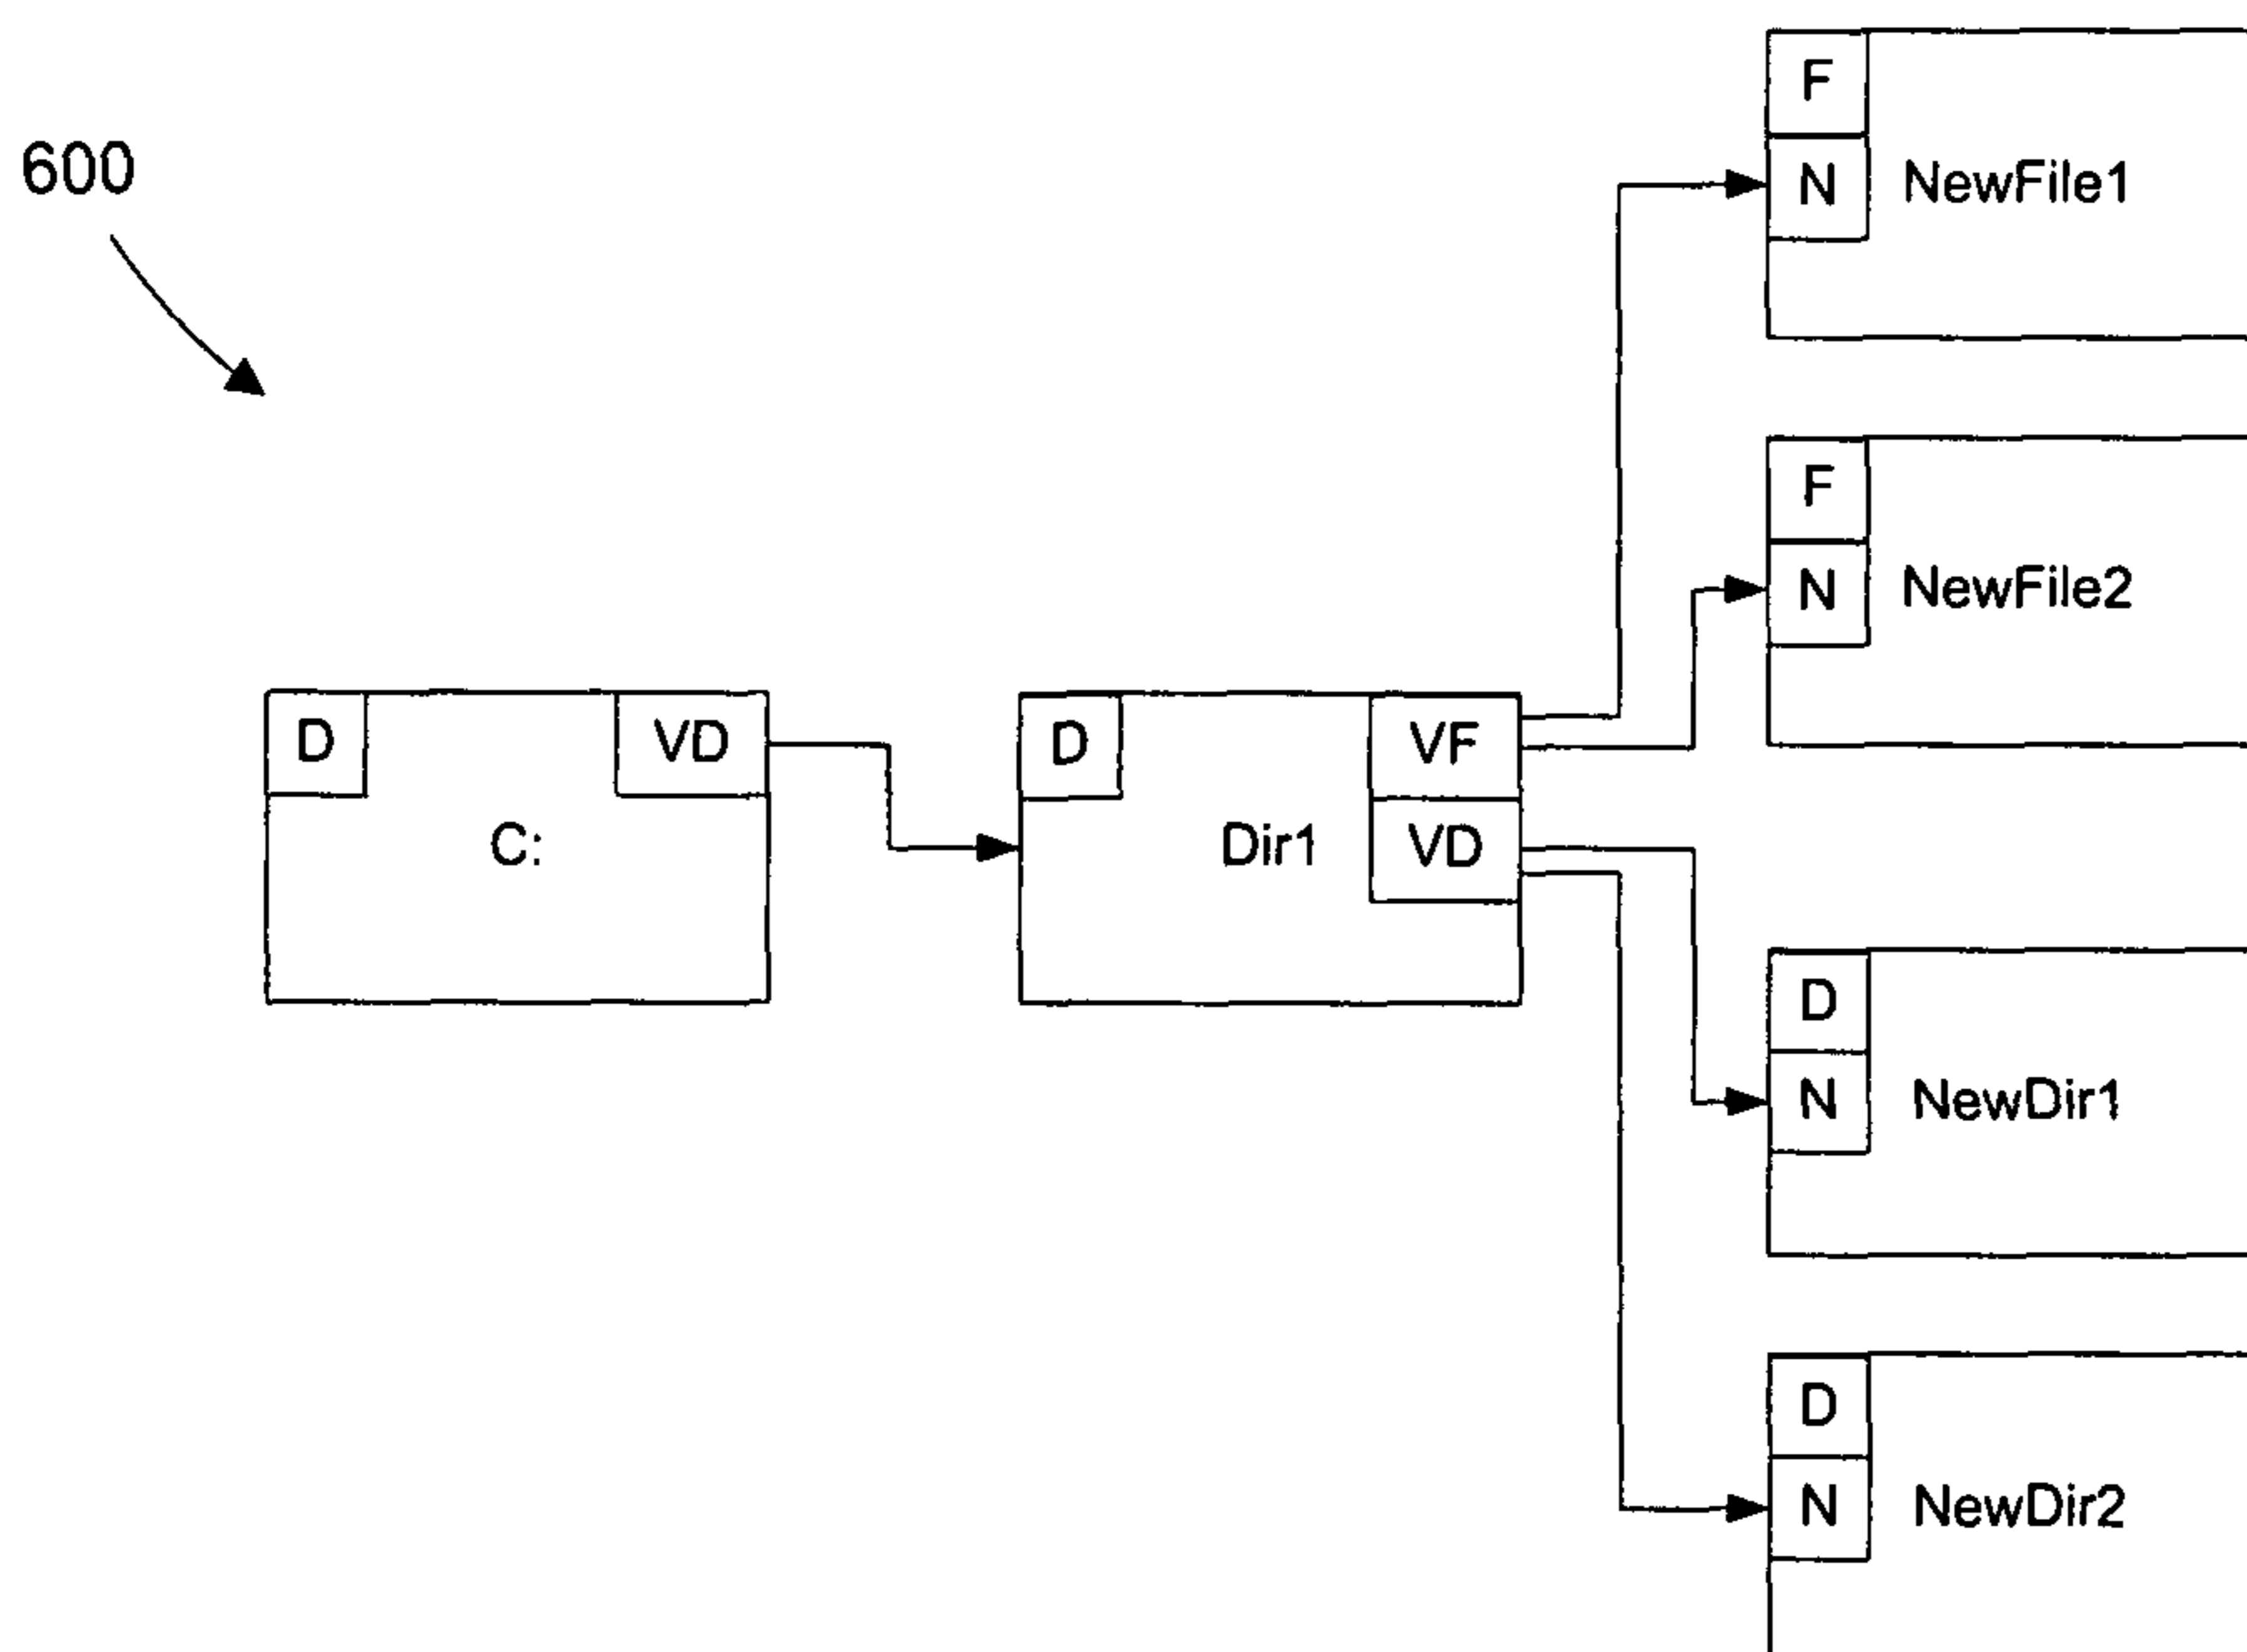 600
F
N NewFile1
F
N NewFile2
D VD
C:
D VF
Dir1 VD
D
N NewDir1
D
N NewDir2